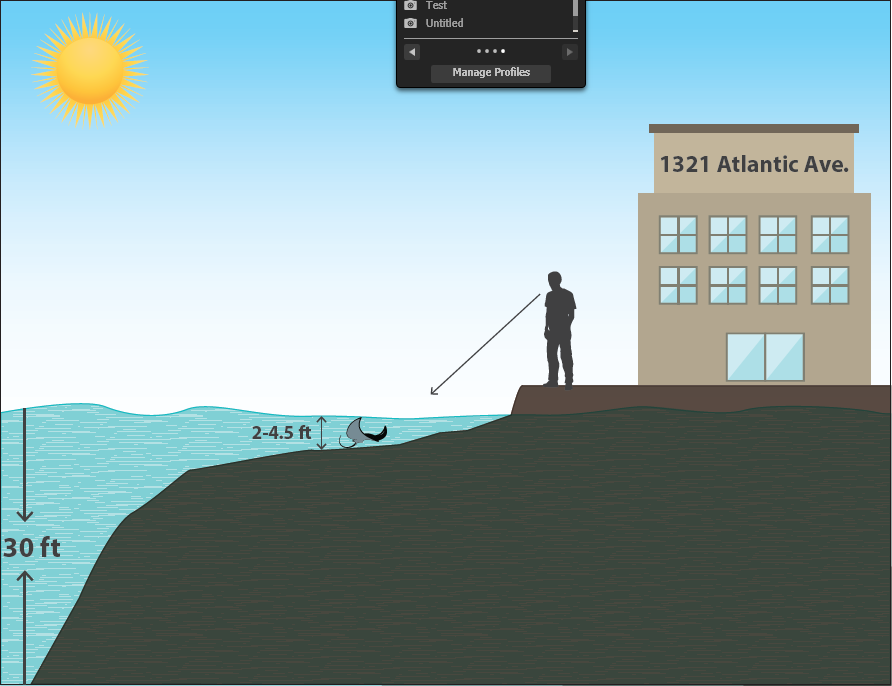 Test
Untitled
Manage Profiles
1321 Atlantic Ave.
2-4.5 ft
30 ft